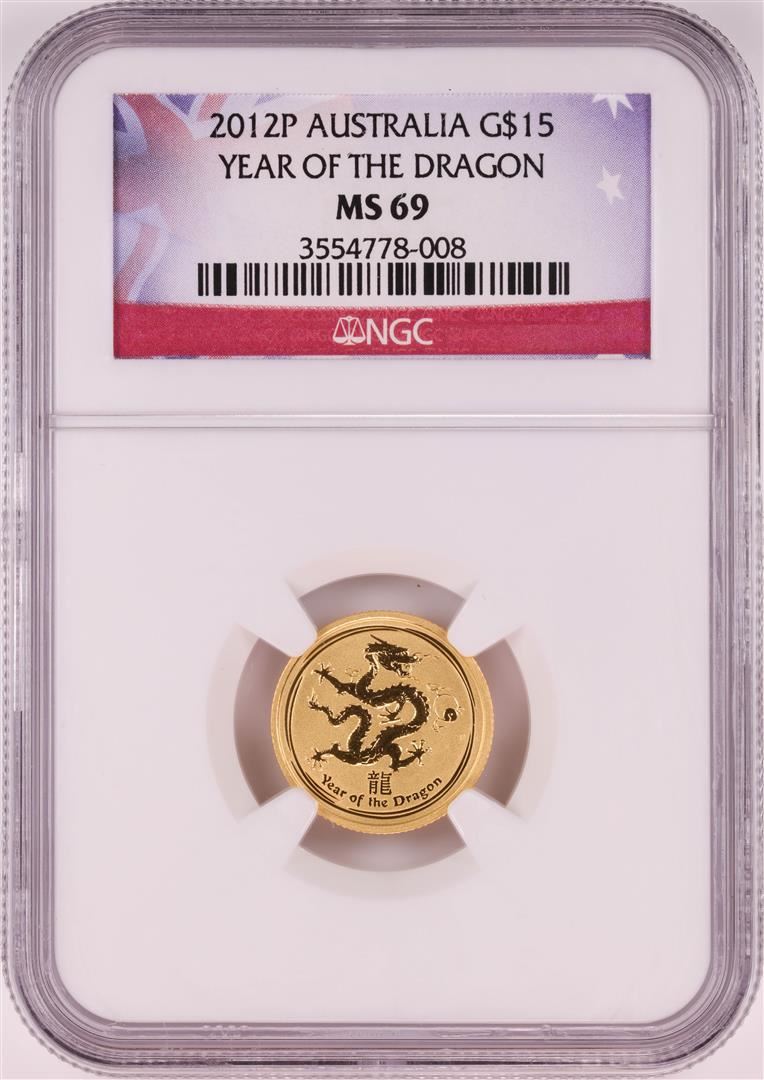 2012P AUSTRALIA G$15
YEAR OF THE DRAGON
MS 69
3554778-008
NGC
龍
Year of the Dragon